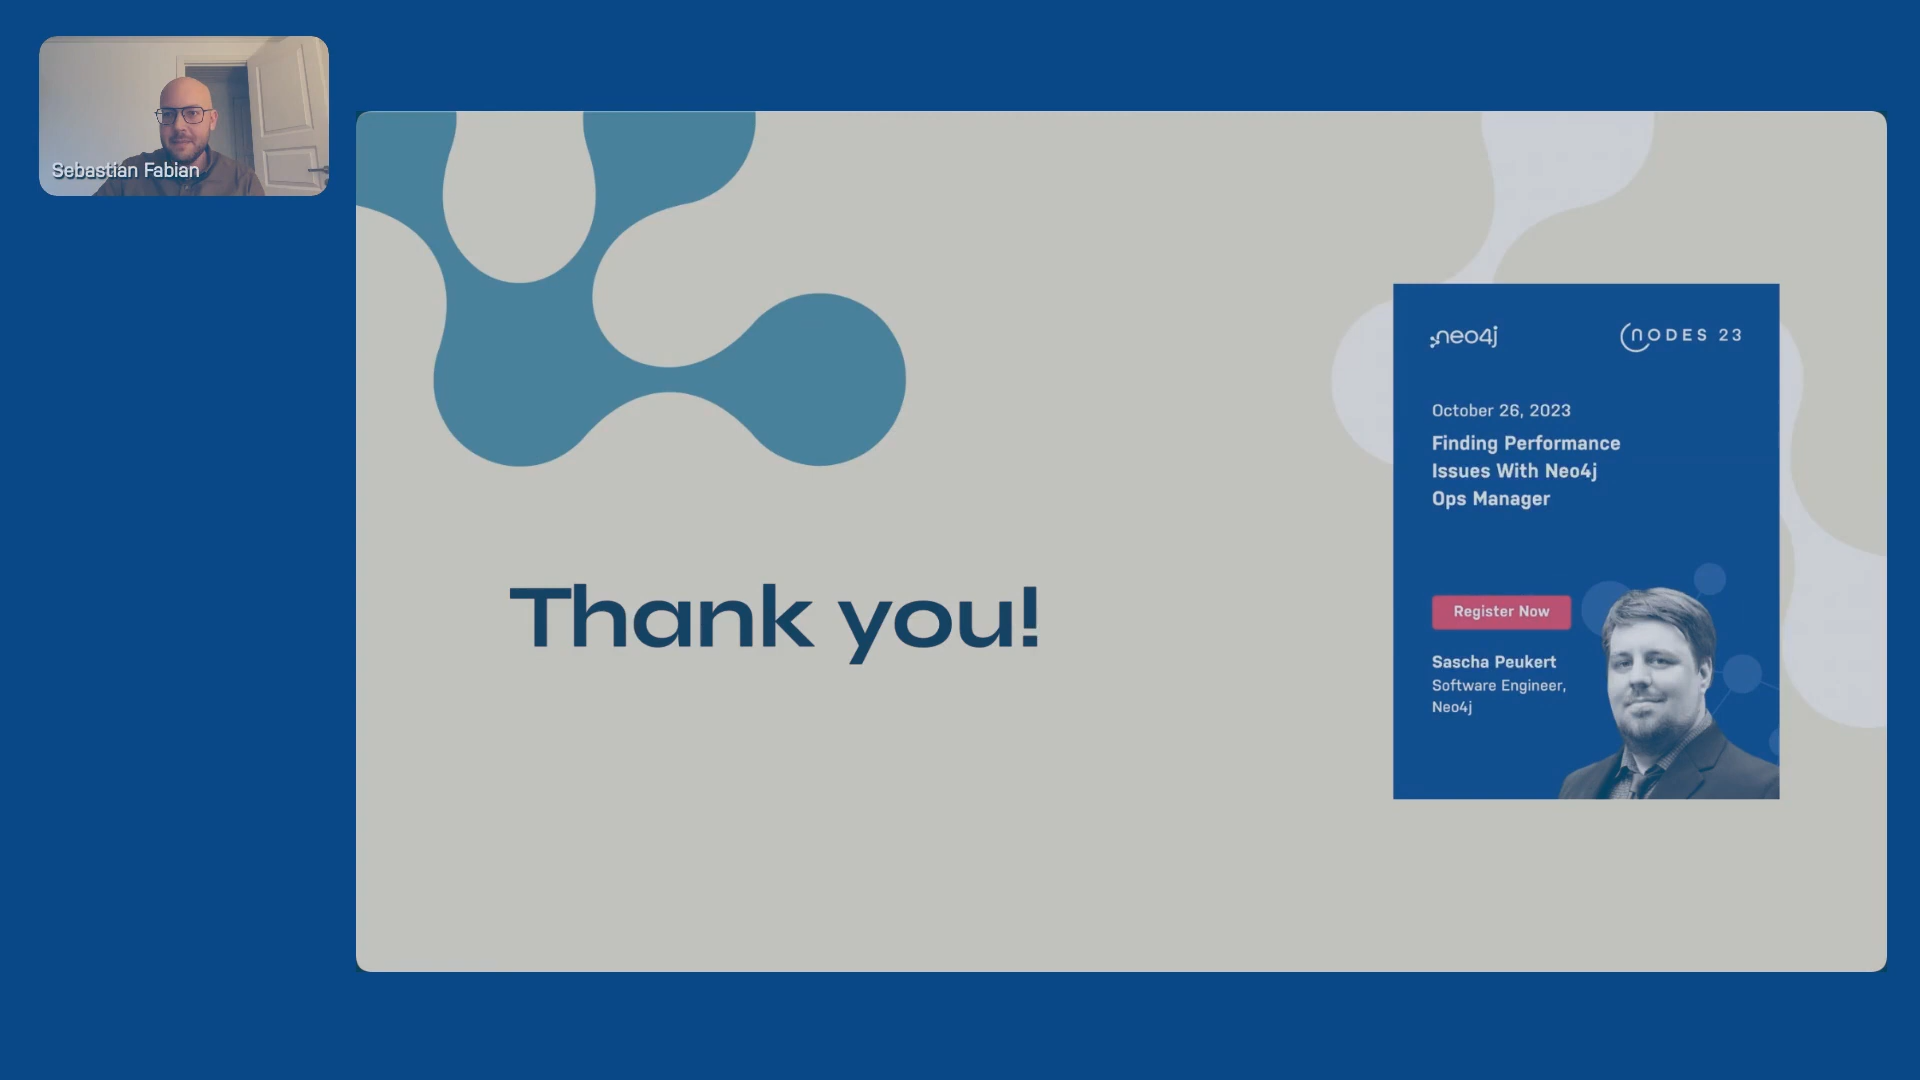 Sebastian Fabian
Thank you!
neo4j
NODES 23
October 26, 2023
Finding Performance
Issues With Neo4j
Ops Manager
Register Now
Sascha Peukert
Software Engineer,
Neo4j